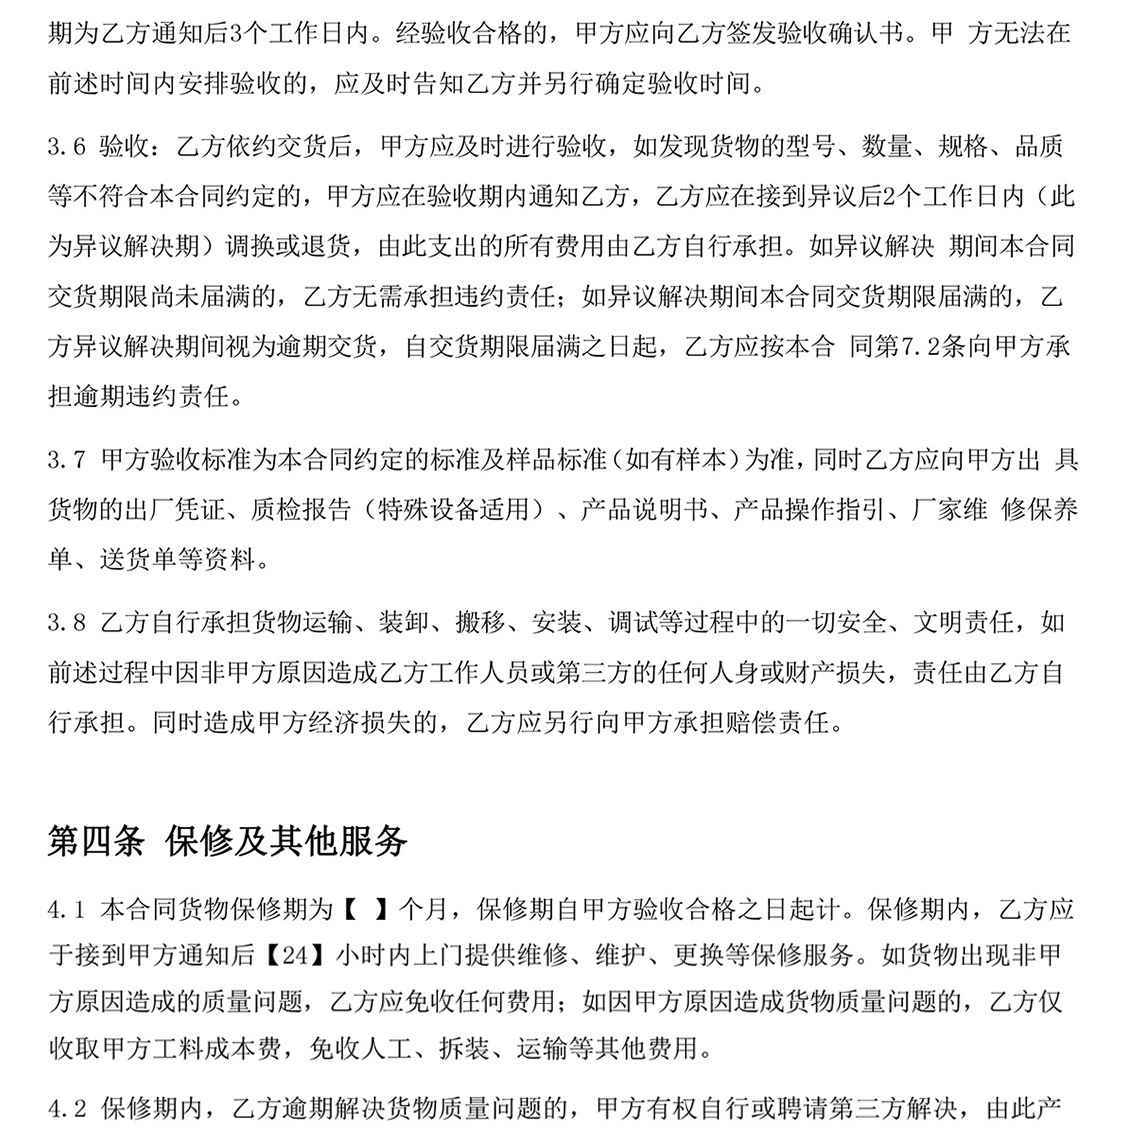 期为乙方通知后3个工作日内。经验收合格的，甲方应向乙方签发验收确认书。甲 方无法在
前述时间内安排验收的，应及时告知乙方并另行确定验收时间。
3.6 验收：乙方依约交货后，甲方应及时进行验收，如发现货物的型号、数量、规格、品质
等不符合本合同约定的，甲方应在验收期内通知乙方，乙方应在接到异议后2个工作日内（此
为异议解决期）调换或退货，由此支出的所有费用由乙方自行承担。如异议解决 期间本合同
交货期限尚未届满的，乙方无需承担违约责任；如异议解决期间本合同交货期限届满的，乙
方异议解决期间视为逾期交货，自交货期限届满之日起，乙方应按本合 同第7.2条向甲方承
担逾期违约责任。
3.7 甲方验收标准为本合同约定的标准及样品标准（如有样本）为准，同时乙方应向甲方出 具
货物的出厂凭证、质检报告（特殊设备适用）、产品说明书、产品操作指引、厂家维 修保养
单、送货单等资料。
3.8 乙方自行承担货物运输、装卸、搬移、安装、调试等过程中的一切安全、文明责任，如
前述过程中因非甲方原因造成乙方工作人员或第三方的任何人身或财产损失，责任由乙方自
行承担。同时造成甲方经济损失的，乙方应另行向甲方承担赔偿责任。
第四条 保修及其他服务
4.1 本合同货物保修期为【 】个月，保修期自甲方验收合格之日起计。保修期内，乙方应
于接到甲方通知后【24】小时内上门提供维修、维护、更换等保修服务。如货物出现非甲
方原因造成的质量问题，乙方应免收任何费用；如因甲方原因造成货物质量问题的，乙方仅
收取甲方工料成本费，免收人工、拆装、运输等其他费用。
4.2 保修期内，乙方逾期解决货物质量问题的，甲方有权自行或聘请第三方解决，由此产